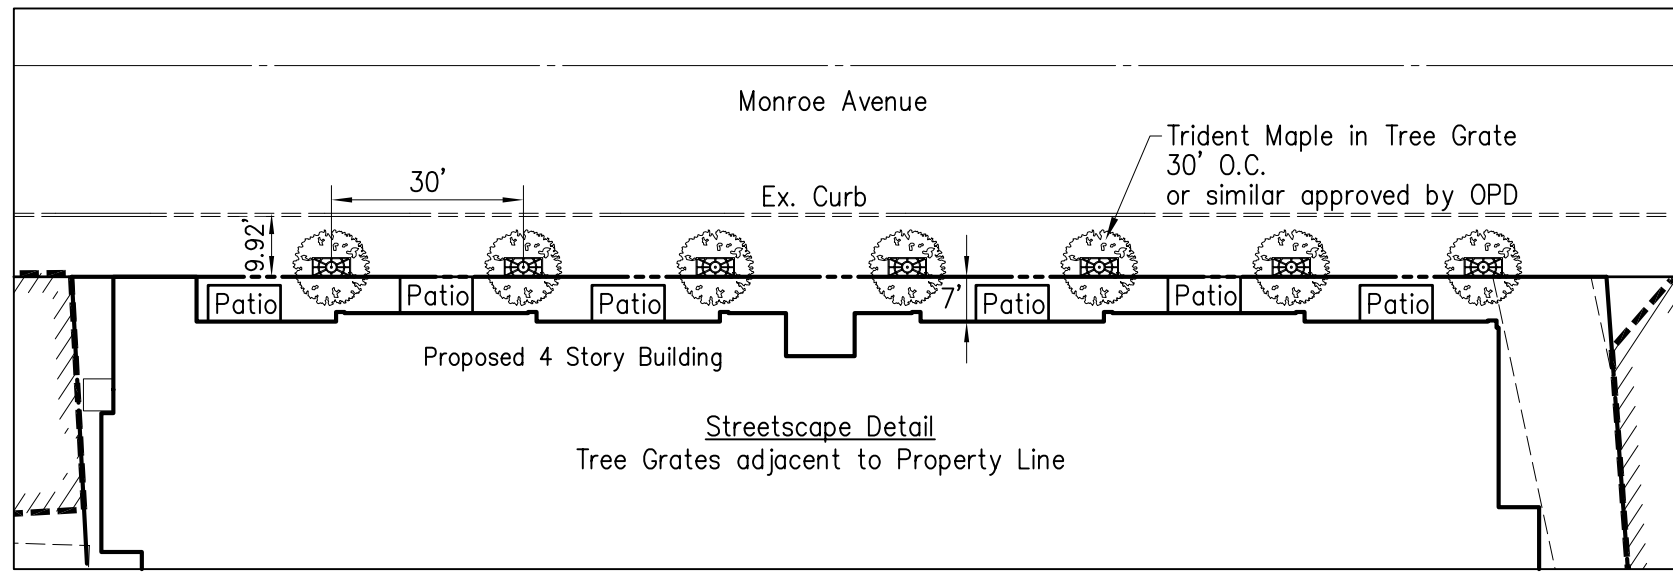 Monroe Avenue
Trident Maple in Tree Grate
30' O.C.
or similar approved by OPD
30'
Ex. Curb
9.92'
7'
Patio
Patio
Patio
Patio
Patio
Patio
Proposed 4 Story Building
Streetscape Detail
Tree Grates adjacent to Property Line